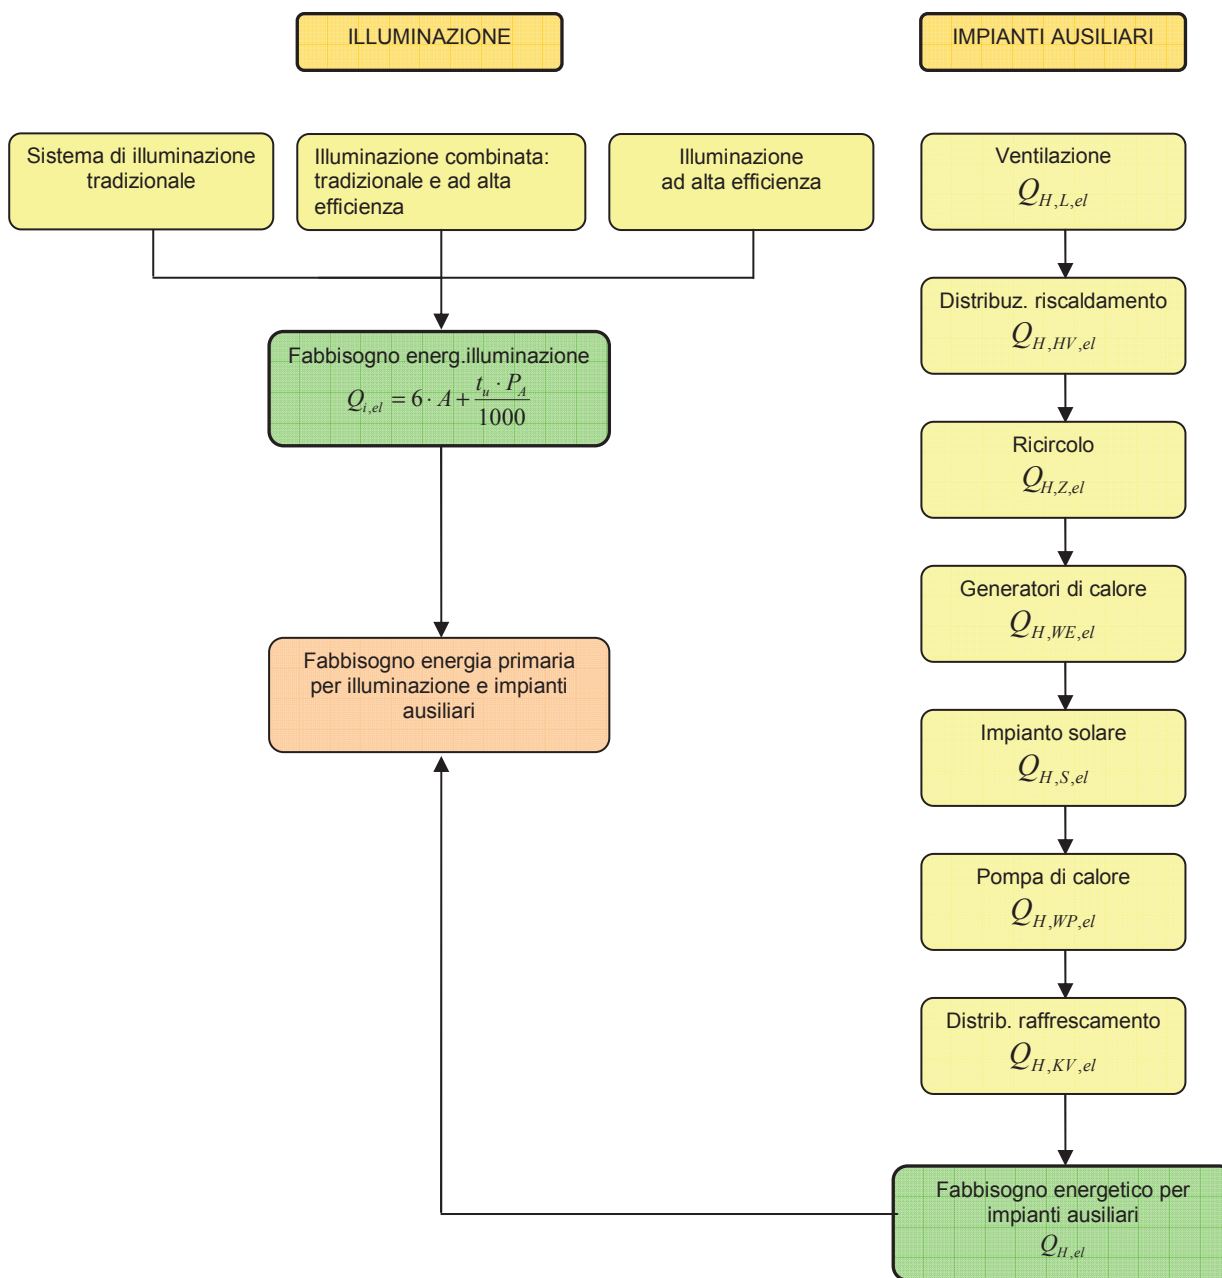 ILLUMINAZIONE
IMPIANTI AUSILIARI
Sistema di illuminazione
tradizionale
Illuminazione combinata:
tradizionale e ad alta
efficienza
Illuminazione
ad alta efficienza
Ventilazione
Q_{H,L,el}
Distribuz. riscaldamento
Q_{H,HV,el}
Fabbisogno energ.illuminazione
Q_{i,el} = 6 · A + \frac{t_u · P_A}{1000}
Ricircolo
Q_{H,Z,el}
Generatori di calore
Q_{H,WE,el}
Fabbisogno energia primaria
per illuminazione e impianti
ausiliari
Impianto solare
Q_{H,S,el}
Pompa di calore
Q_{H,WP,el}
Distrib. raffrescamento
Q_{H,KV,el}
Fabbisogno energetico per
impianti ausiliari
Q_{H,el}